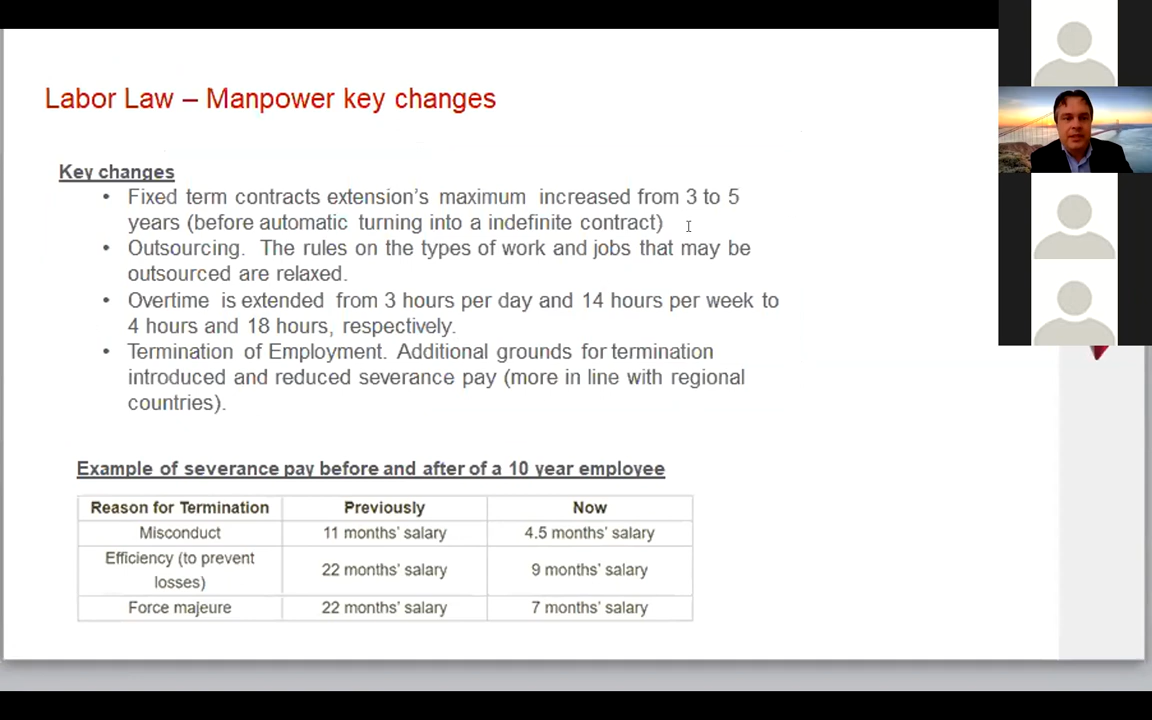 Labor Law – Manpower key changes
Key changes
• Fixed term contracts extension's maximum increased from 3 to 5
years (before automatic turning into a indefinite contract)
• Outsourcing. The rules on the types of work and jobs that may be
outsourced are relaxed.
• Overtime is extended from 3 hours per day and 14 hours per week to
4 hours and 18 hours, respectively.
• Termination of Employment. Additional grounds for termination
introduced and reduced severance pay (more in line with regional
countries).
Example of severance pay before and after of a 10 year employee
Reason for Termination Previously Now
Misconduct 11 months' salary 4.5 months' salary
Efficiency (to prevent
losses) 22 months' salary 9 months' salary
Force majeure 22 months' salary 7 months' salary